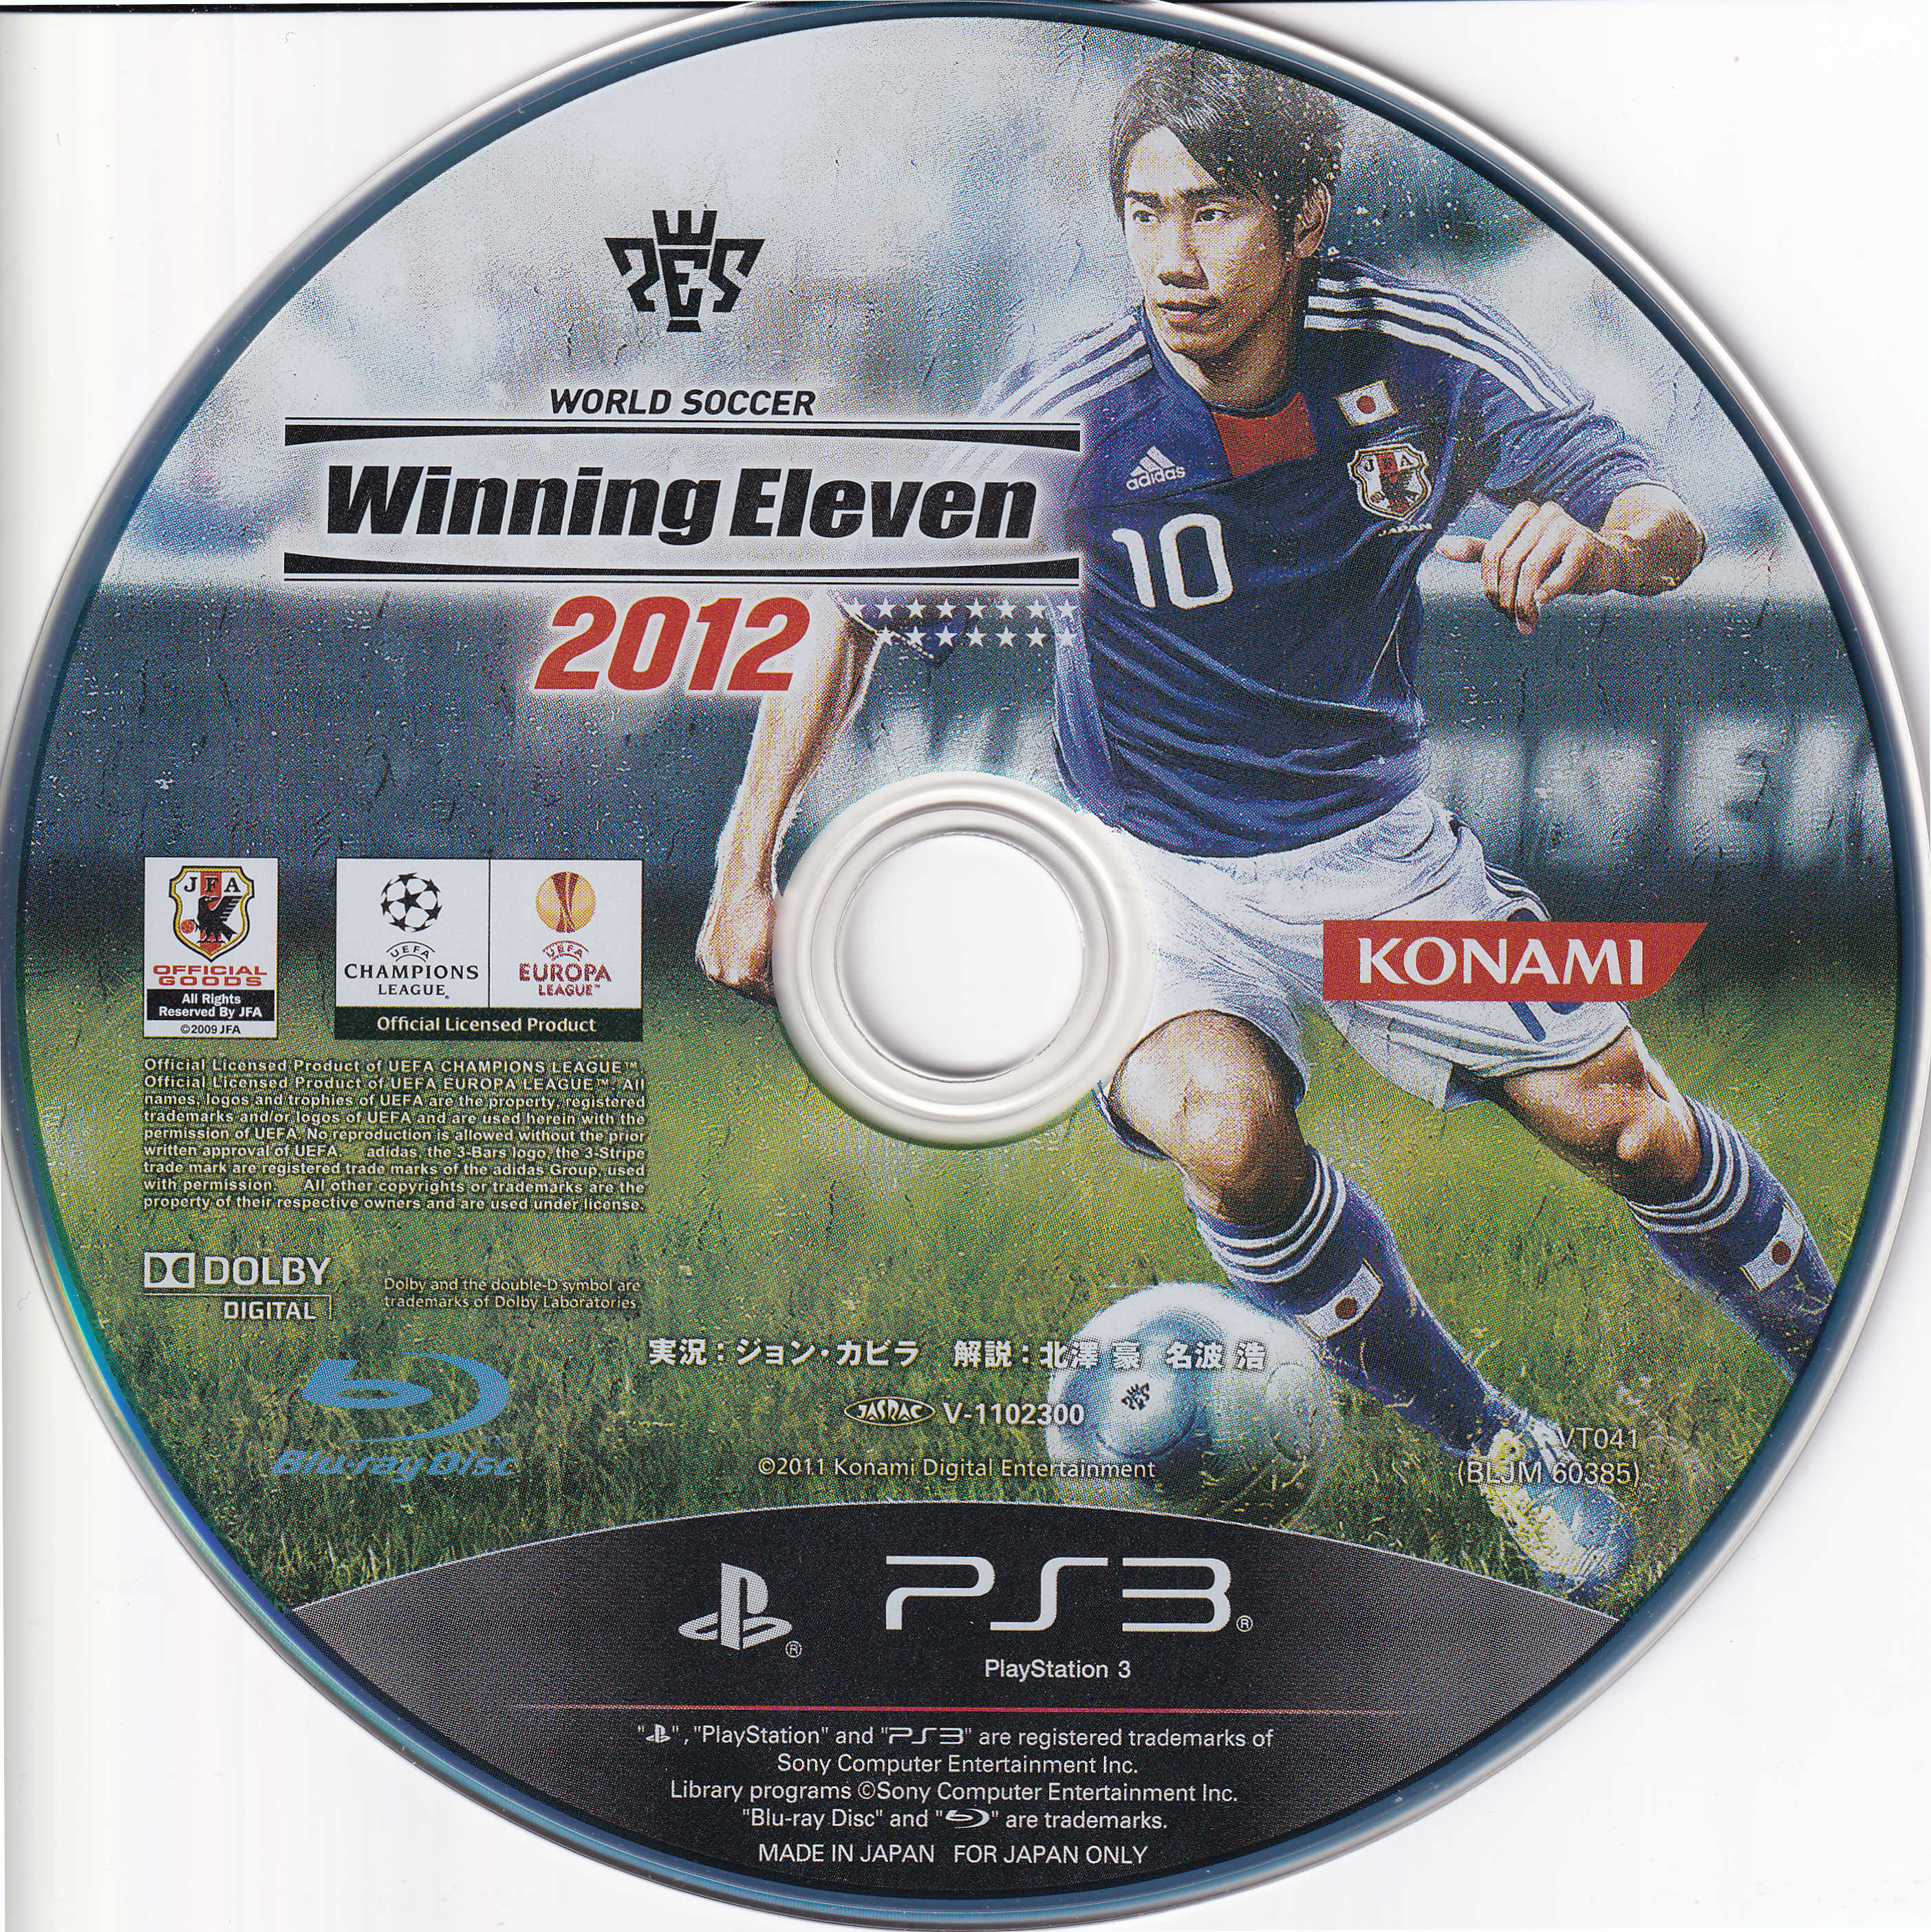 WE
PES
WORLD SOCCER
Winning Eleven
2012
adidas
JFA
JAPAN
10
JFA
OFFICIAL
GOODS
All Rights
Reserved By JFA
©2009 JFA
UEFA
CHAMPIONS
LEAGUE®
UEFA
EUROPA
LEAGUE™
Official Licensed Product
KONAMI
Official Licensed Product of UEFA CHAMPIONS LEAGUE™
Official Licensed Product of UEFA EUROPA LEAGUE™. All
names, logos and trophies of UEFA are the property, registered
trademarks and/or logos of UEFA and are used herein with the
permission of UEFA. No reproduction is allowed without the prior
written approval of UEFA. adidas, the 3-Bars logo, the 3-Stripe
trade mark are registered trade marks of the adidas Group, used
with permission. All other copyrights or trademarks are the
property of their respective owners and are used under license.
DOLBY
DIGITAL
Dolby and the double-D symbol are
trademarks of Dolby Laboratories.
Blu-ray Disc
実況：ジョン・カビラ 解説：北澤 豪 名波 浩
JASRAC V-1102300
©2011 Konami Digital Entertainment
VT041
(BLJM 60385)
PS3®
PlayStation 3
"", "PlayStation" and "PS3" are registered trademarks of
Sony Computer Entertainment Inc.
Library programs ©Sony Computer Entertainment Inc.
"Blu-ray Disc" and "" are trademarks.
MADE IN JAPAN FOR JAPAN ONLY